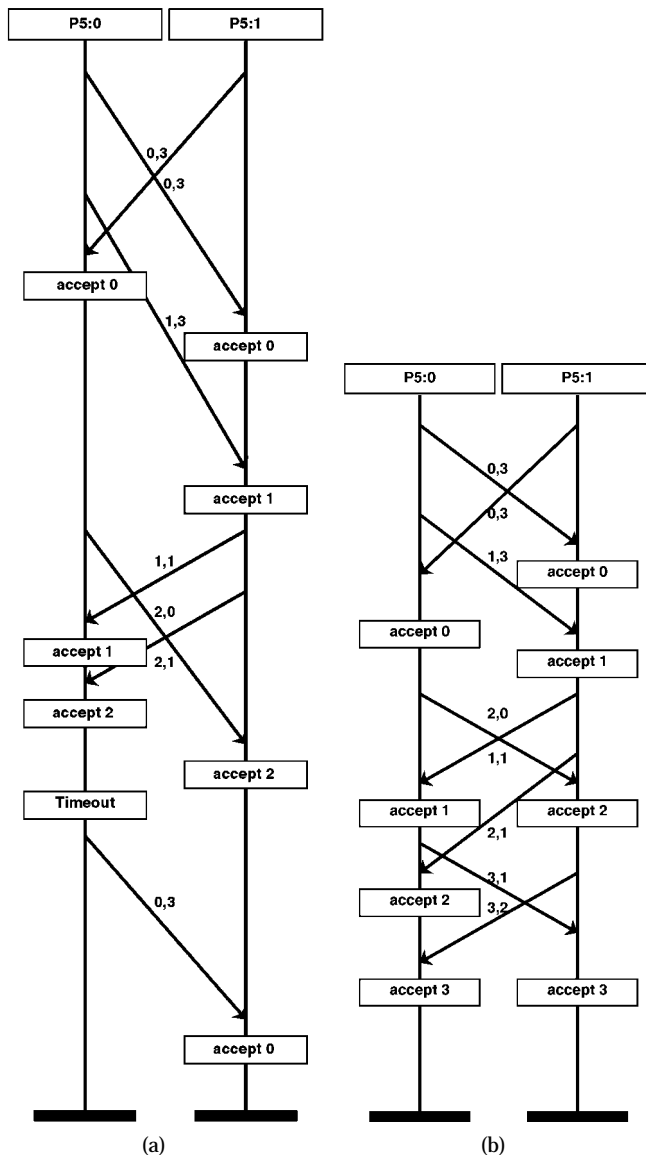 P5:0 P5:1
0,3
0,3
accept 0
1,3
accept 0
accept 1
1,1
2,0
accept 1
2,1
accept 2
accept 2
Timeout
0,3
accept 0
(a)
P5:0 P5:1
0,3
0,3
1,3
accept 0
accept 0
accept 1
2,0
1,1
accept 1 accept 2
2,1
3,1
accept 2
3,2
accept 3 accept 3
(b)